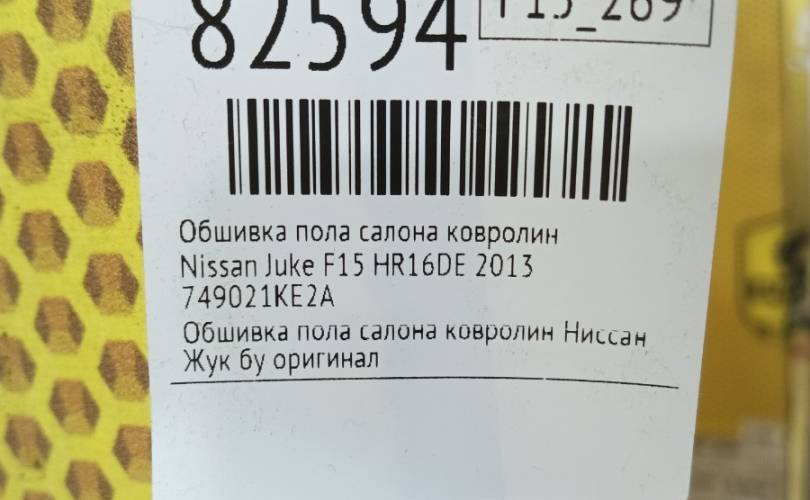 82594
F15_269
Обшивка пола салона ковролин
Nissan Juke F15 HR16DE 2013
749021KE2A
Обшивка пола салона ковролин Ниссан
Жук бу оригинал